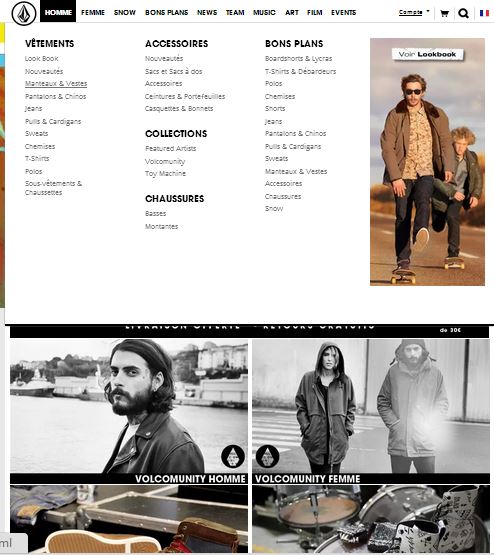 HOMME FEMME SNOW BONS PLANS NEWS TEAM MUSIC ART FILM EVENTS Compte
VÊTEMENTS
Look Book
Nouveautés
Manteaux & Vestes
Pantalons & Chinos
Jeans
Pulls & Cardigans
Sweats
Chemises
T-Shirts
Polos
Sous-vêtements &
Chaussettes
ACCESSOIRES
Nouveautés
Sacs et Sacs à dos
Accessoires
Ceintures & Portefeuilles
Casquettes & Bonnets
COLLECTIONS
Featured Artists
Volcomunity
Toy Machine
CHAUSSURES
Basses
Montantes
BONS PLANS
Boardshorts & Lycras
T-Shirts & Débardeurs
Polos
Chemises
Shorts
Jeans
Pantalons & Chinos
Pulls & Cardigans
Sweats
Manteaux & Vestes
Accessoires
Chaussures
Snow
Voir Lookbook
LIVRAISON OFFERTE - RETOURS GRATUITS
de 30€
VOLCOMUNITY HOMME
VOLCOMUNITY FEMME
ml